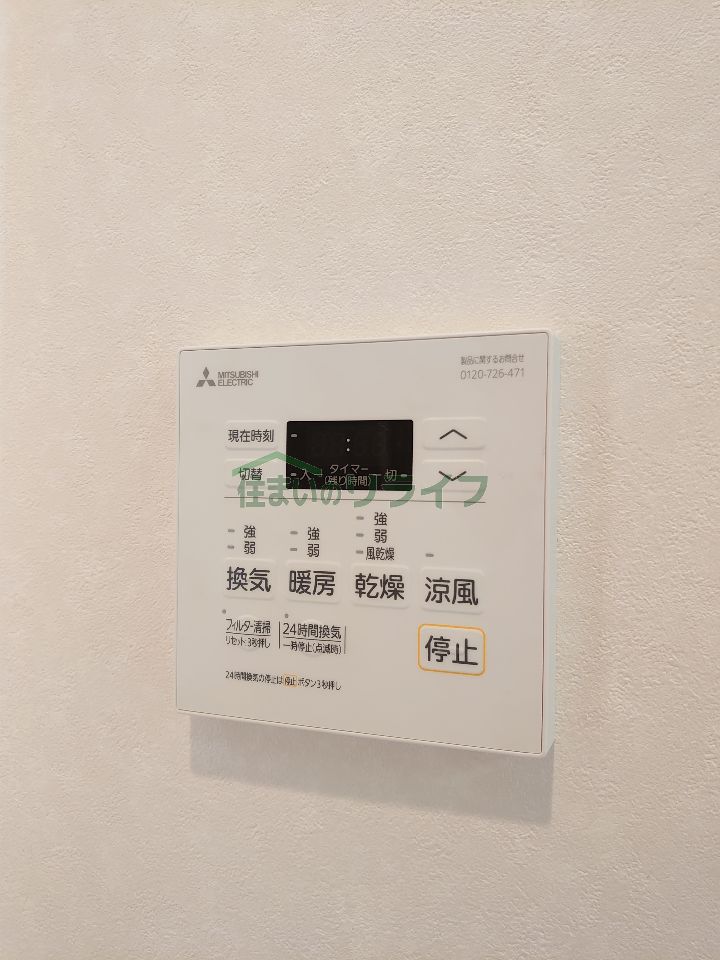 MITSUBISHI
ELECTRIC
製品に関するお問合せ
0120-726-471
現在時刻
:
切替
入
タイマー
(残り時間)
切
住まいのリライフ
強
弱
強
弱
強
弱
風乾燥
換気
暖房
乾燥
涼風
フィルター清掃
リセット3秒押し
24時間換気
一時停止(点滅時)
停止
24時間換気の停止は停止ボタン3秒押し